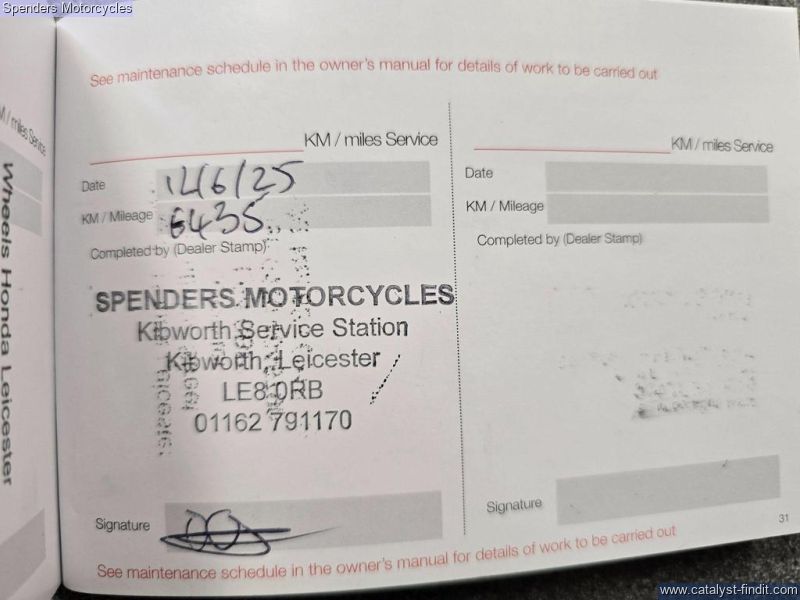 Spenders Motorcycles
See maintenance schedule in the owner's manual for details of work to be carried out
KM / miles Service
Date 14/6/25
KM / Mileage 6435
Completed by (Dealer Stamp)
SPENDERS MOTORCYCLES
Kibworth Service Station
Kibworth, Leicester
LE8 0RB
01162 791170
Signature
KM / miles Service
Date
KM / Mileage
Completed by (Dealer Stamp)
Signature
31
See maintenance schedule in the owner's manual for details of work to be carried out
M / miles Service
Wheels Honda Leicester
www.catalyst-findit.com